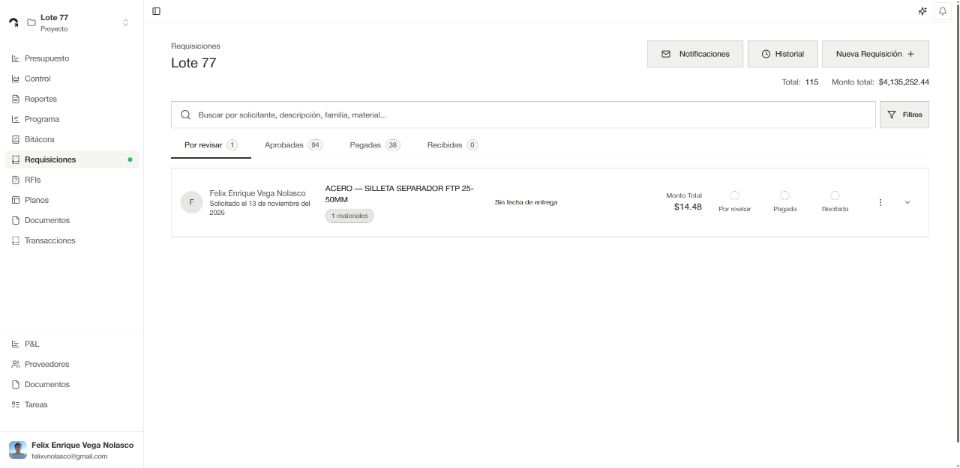 Lote 77
Proyecto
Presupuesto
Control
Reportes
Programa
Bitácora
Requisiciones
RFIs
Planos
Documentos
Transacciones
P&L
Proveedores
Documentos
Tareas
Felix Enrique Vega Nolasco
felixvnolasco@gmail.com
Requisiciones
Lote 77
Notificaciones
Historial
Nueva Requisición +
Total: 115 Monto total: $4,135,252.44
Buscar por solicitante, descripción, familia, material...
Filtros
Por revisar 1
Aprobadas 94
Pagadas 38
Recibidas 0
F
Felix Enrique Vega Nolasco
Solicitado el 13 de noviembre del
2026
ACERO — SILLETA SEPARADOR FTP 25-
50MM
1 materiales
Sin fecha de entrega
Monto Total
$14.48
Por revisar
Pagada
Recibida